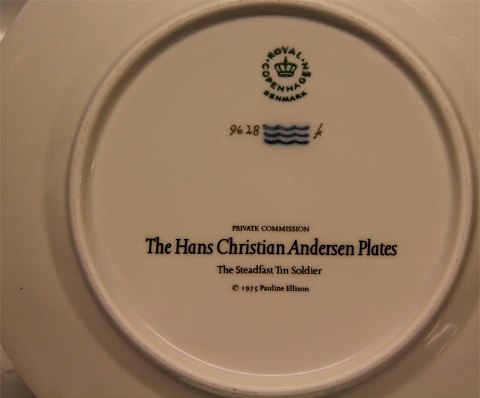 ROYAL
COPENHAGEN
DENMARK
9628
PRIVATE COMMISSION
The Hans Christian Andersen Plates
The Steadfast Tin Soldier
© 1975 Pauline Ellison